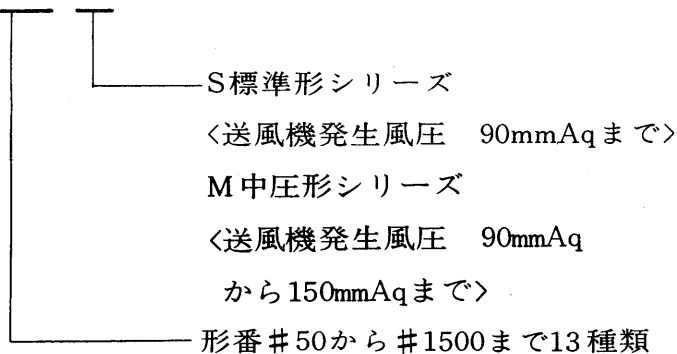 S標準形シリーズ
<送風機発生風圧　90mmAqまで>
M中圧形シリーズ
<送風機発生風圧　90mmAq
から150mmAqまで>
形番#50から#1500まで13種類